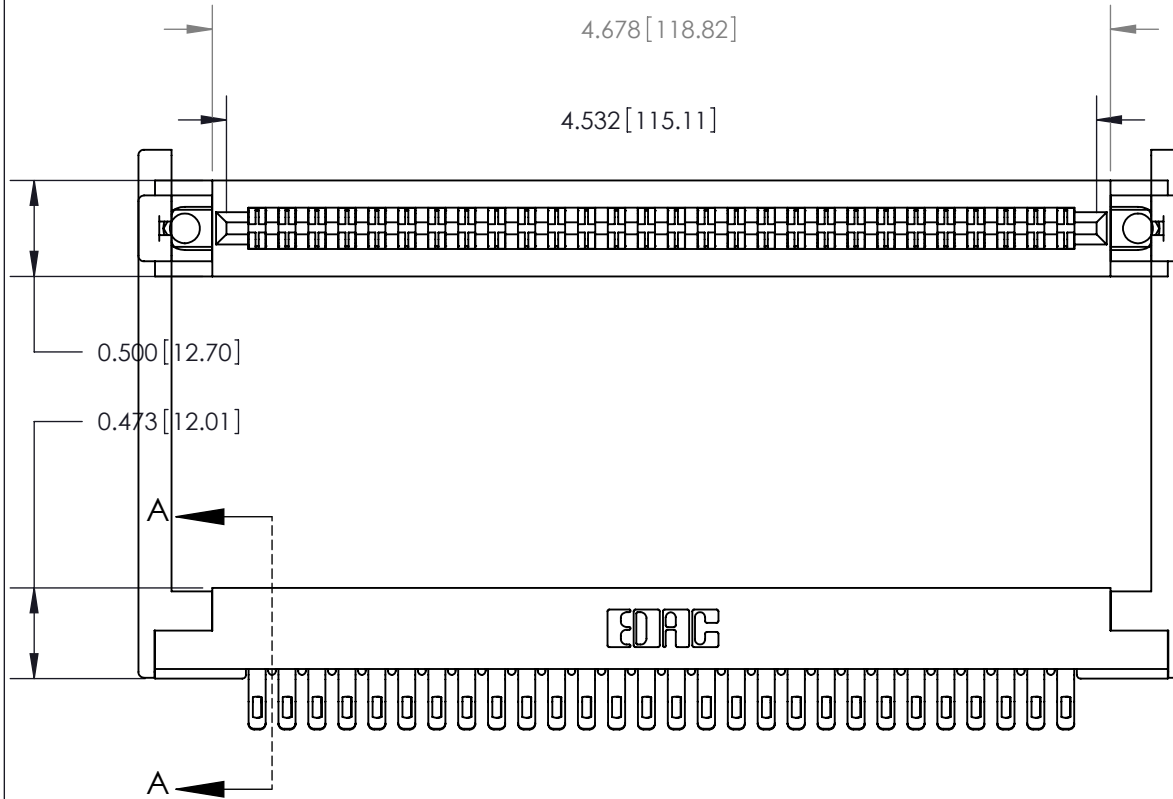 4.678 [118.82]
4.532 [115.11]
0.500 [12.70]
0.473 [12.01]
A
EDAC
A